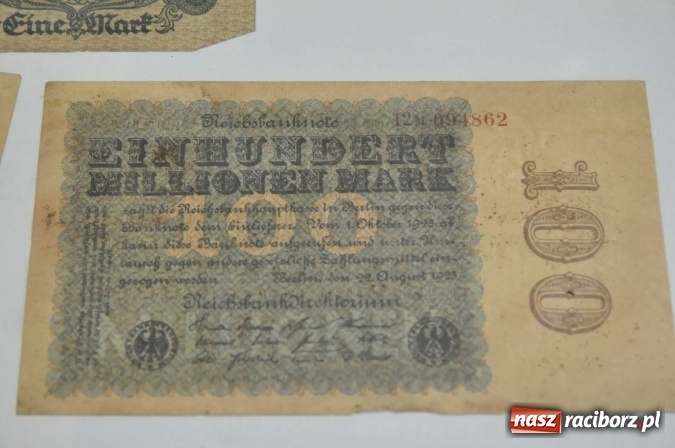 Eine Mark
Reichsbanknote
12M·094862
EINHUNDERT
MILLIONEN MARK
zahlt die Reichsbankhauptkasse in Berlin gegen diese
Banknote dem Einlieferer. Vom 1. Oktober 1923 ab
kann diese Banknote aufgerufen und unter Um-
tausch gegen andere gesetzliche Zahlungsmittel ein-
gezogen werden Berlin, den 22. August 1923
Reichsbankdirektorium
100
nasz raciborz.pl